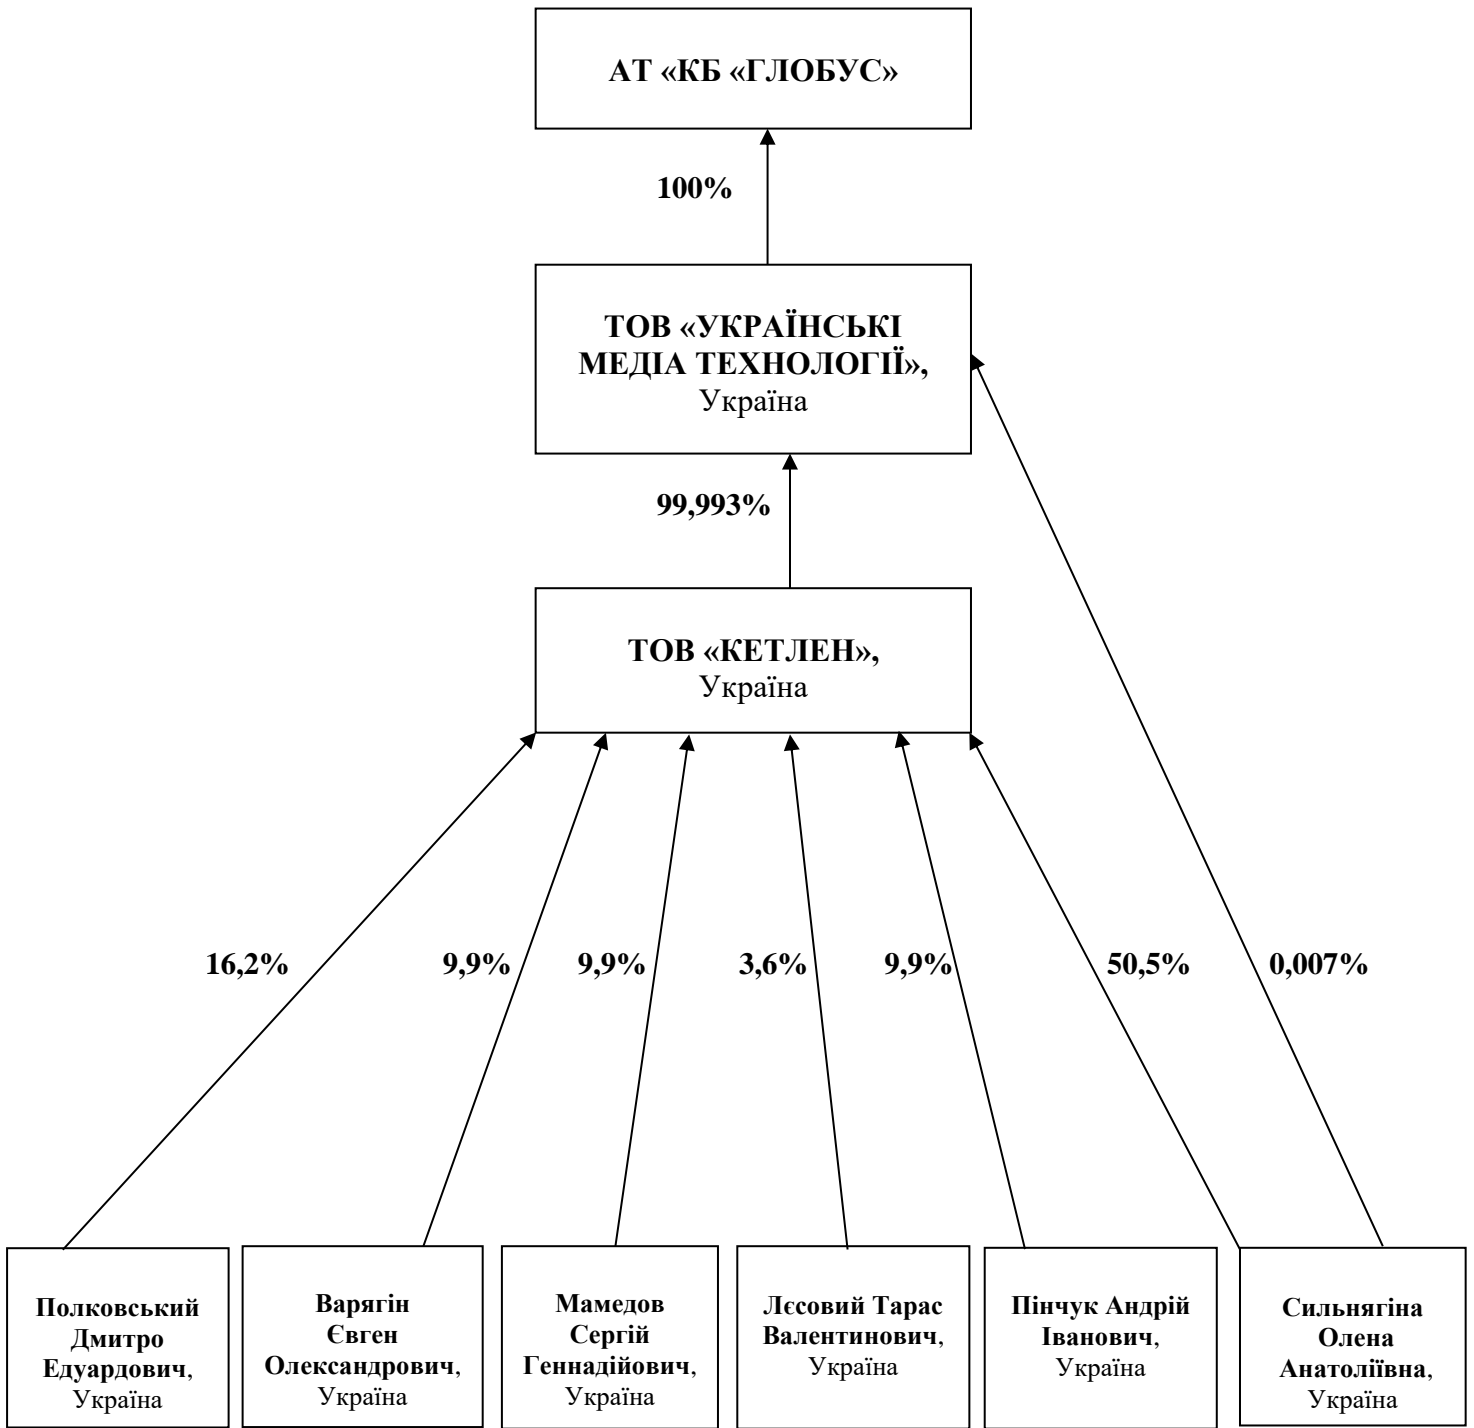 АТ «КБ «ГЛОБУС»
100%
ТОВ «УКРАЇНСЬКІ
МЕДІА ТЕХНОЛОГІЇ»,
Україна
99,993%
ТОВ «КЕТЛЕН»,
Україна
16,2%
9,9%
9,9%
3,6%
9,9%
50,5%
0,007%
Полковський
Дмитро
Едуардович,
Україна
Варягін
Євген
Олександрович,
Україна
Мамедов
Сергій
Геннадійович,
Україна
Лєсовий Тарас
Валентинович,
Україна
Пінчук Андрій
Іванович,
Україна
Сильнягіна
Олена
Анатоліївна,
Україна